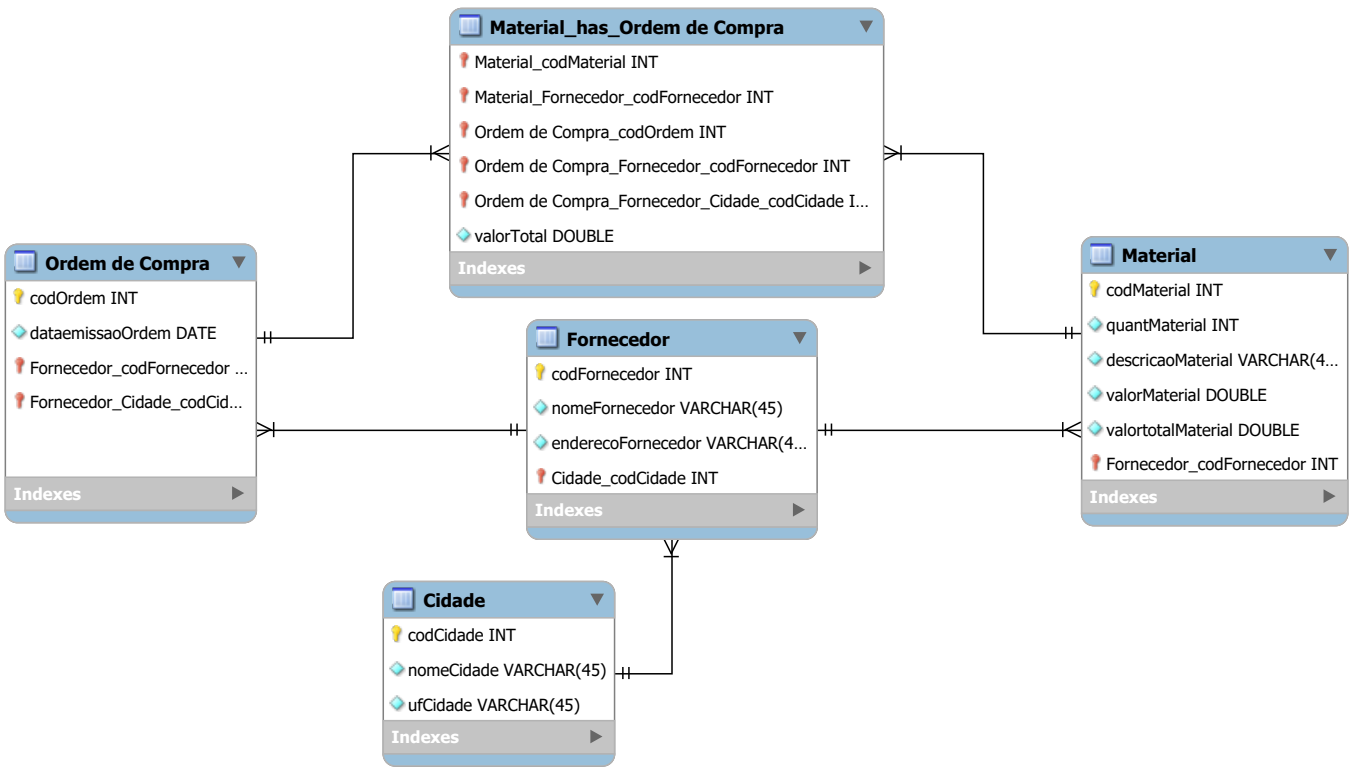 Material_has_Ordem de Compra
Material_codMaterial INT
Material_Fornecedor_codFornecedor INT
Ordem de Compra_codOrdem INT
Ordem de Compra_Fornecedor_codFornecedor INT
Ordem de Compra_Fornecedor_Cidade_codCidade I...
valorTotal DOUBLE
Indexes
Ordem de Compra
codOrdem INT
dataemissaoOrdem DATE
Fornecedor_codFornecedor ...
Fornecedor_Cidade_codCid...
Indexes
Fornecedor
codFornecedor INT
nomeFornecedor VARCHAR(45)
enderecoFornecedor VARCHAR(4...
Cidade_codCidade INT
Indexes
Material
codMaterial INT
quantMaterial INT
descricaoMaterial VARCHAR(4...
valorMaterial DOUBLE
valortotalMaterial DOUBLE
Fornecedor_codFornecedor INT
Indexes
Cidade
codCidade INT
nomeCidade VARCHAR(45)
ufCidade VARCHAR(45)
Indexes